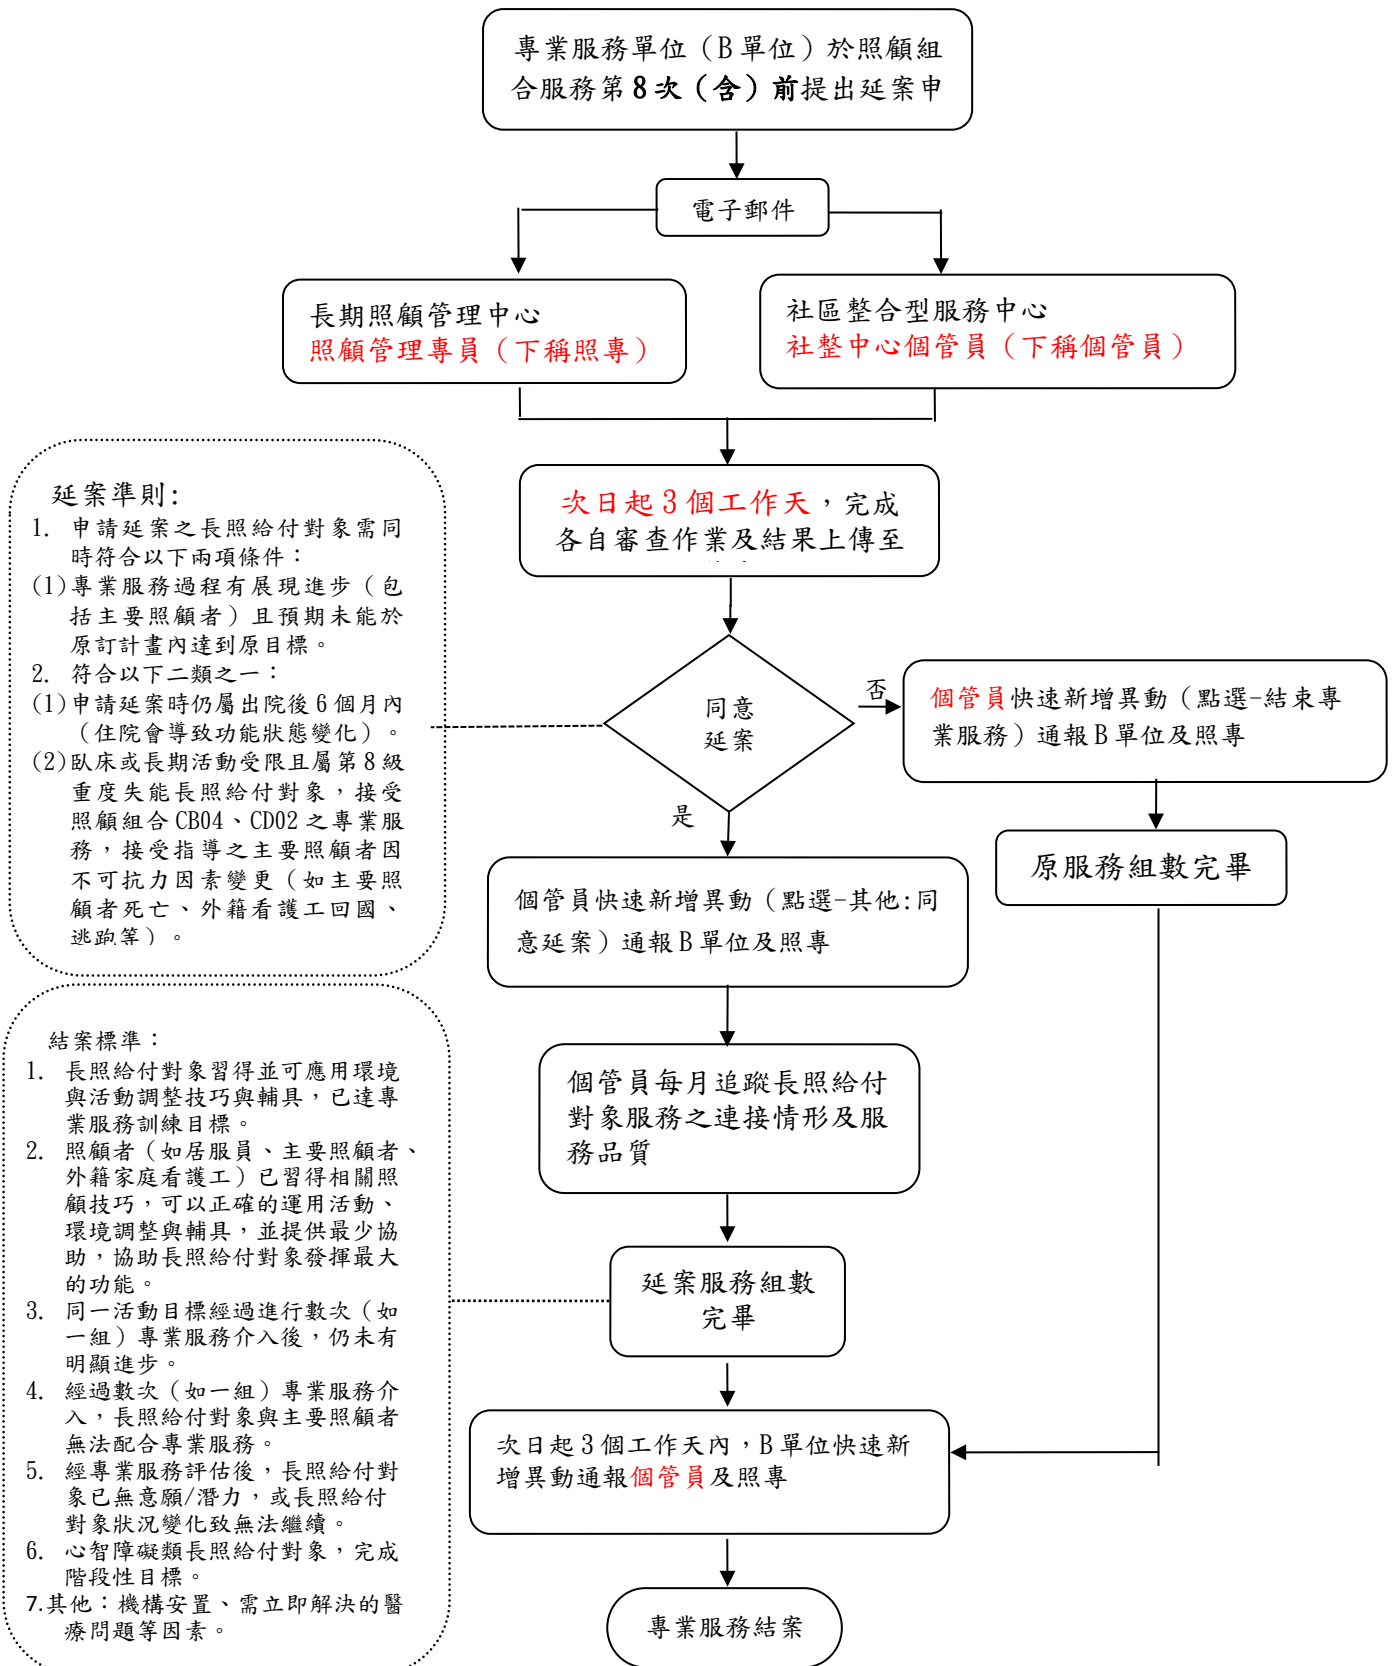 專業服務單位（B單位）於照顧組
合服務第8次（含）前提出延案申
電子郵件
長期照顧管理中心
照顧管理專員（下稱照專）
社區整合型服務中心
社整中心個管員（下稱個管員）
次日起3個工作天，完成
各自審查作業及結果上傳至
延案準則:
1. 申請延案之長照給付對象需同
時符合以下兩項條件：
(1)專業服務過程有展現進步（包
括主要照顧者）且預期未能於
原訂計畫內達到原目標。
2. 符合以下二類之一：
(1)申請延案時仍屬出院後6個月內
（住院會導致功能狀態變化）。
(2)臥床或長期活動受限且屬第8級
重度失能長照給付對象，接受
照顧組合CB04、CD02之專業服
務，接受指導之主要照顧者因
不可抗力因素變更（如主要照
顧者死亡、外籍看護工回國、
逃跑等）。
同意
延案
否
個管員快速新增異動（點選-結束專
業服務）通報B單位及照專
是
原服務組數完畢
個管員快速新增異動（點選-其他:同
意延案）通報B單位及照專
個管員每月追蹤長照給付
對象服務之連接情形及服
務品質
結案標準：
1. 長照給付對象習得並可應用環境
與活動調整技巧與輔具，已達專
業服務訓練目標。
2. 照顧者（如居服員、主要照顧者、
外籍家庭看護工）已習得相關照
顧技巧，可以正確的運用活動、
環境調整與輔具，並提供最少協
助，協助長照給付對象發揮最大
的功能。
3. 同一活動目標經過進行數次（如
一組）專業服務介入後，仍未有
明顯進步。
4. 經過數次（如一組）專業服務介
入，長照給付對象與主要照顧者
無法配合專業服務。
5. 經專業服務評估後，長照給付對
象已無意願/潛力，或長照給付
對象狀況變化致無法繼續。
6. 心智障礙類長照給付對象，完成
階段性目標。
7.其他：機構安置、需立即解決的醫
療問題等因素。
延案服務組數
完畢
次日起3個工作天內，B單位快速新
增異動通報個管員及照專
專業服務結案